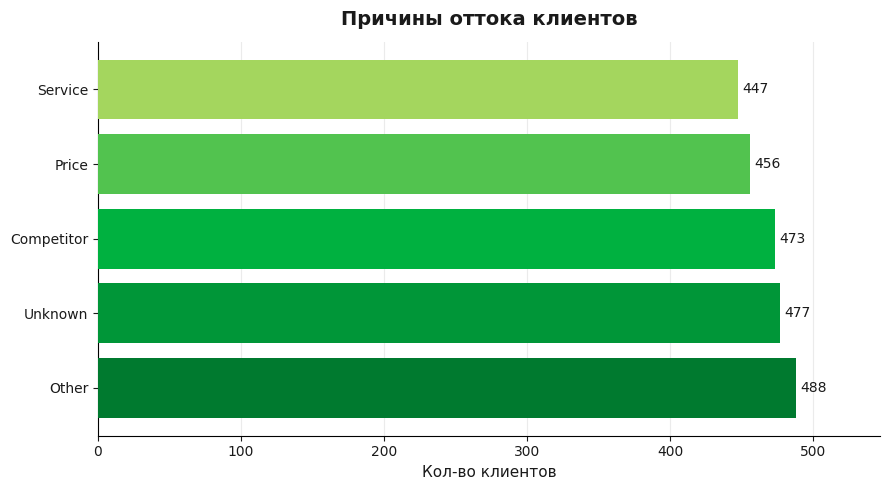 Причины оттока клиентов
Service
447
Price
456
Competitor
473
Unknown
477
Other
488
0 100 200 300 400 500
Кол-во клиентов